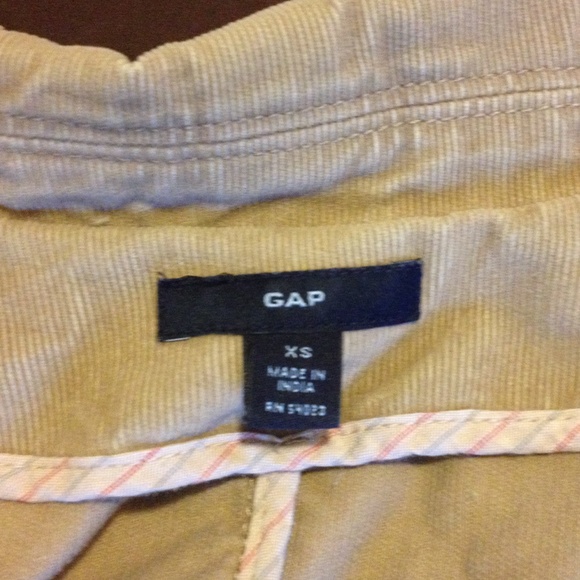 GAP
XS
MADE IN
INDIA
RN 54023